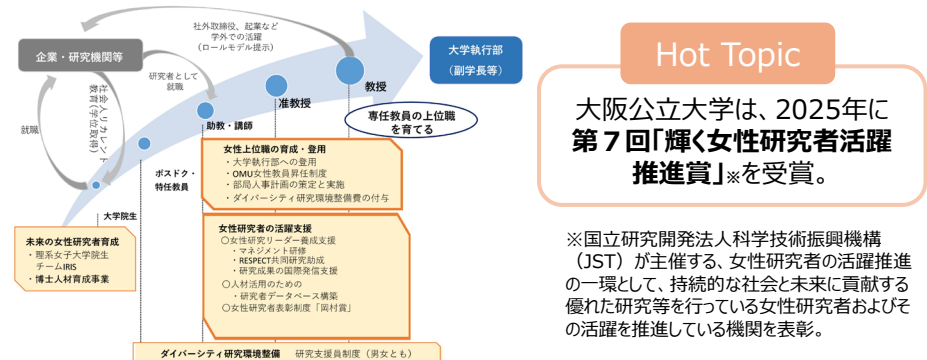 社外取締役、起業など
学外での活躍
(ロールモデル提示)
企業・研究機関等
大学執行部
(副学長等)
研究者として
就職
社会人リカレント
教育(学位取得)
就職
教授
准教授
助教・講師
専任教員の上位職
を育てる
ポスドク・
特任教員
大学院生
女性上位職の育成・登用
・大学執行部への登用
・OMU女性教員昇任制度
・部局人事計画の策定と実施
・ダイバーシティ研究環境整備費の付与
未来の女性研究者育成
・理系女子大学院生
チームIRIS
・博士人材育成事業
女性研究者の活躍支援
○女性研究リーダー養成支援
・マネジメント研修
・RESPECT共同研究助成
・研究成果の国際発信支援
○人材活用のための
・研究者データベース構築
○女性研究者表彰制度「岡村賞」
ダイバーシティ研究環境整備 研究支援員制度(男女とも)
Hot Topic
大阪公立大学は、2025年に
第7回「輝く女性研究者活躍
推進賞」※を受賞。
※国立研究開発法人科学技術振興機構
(JST)が主催する、女性研究者の活躍推進
の一環として、持続的な社会と未来に貢献する
優れた研究等を行っている女性研究者およびそ
の活躍を推進している機関を表彰。